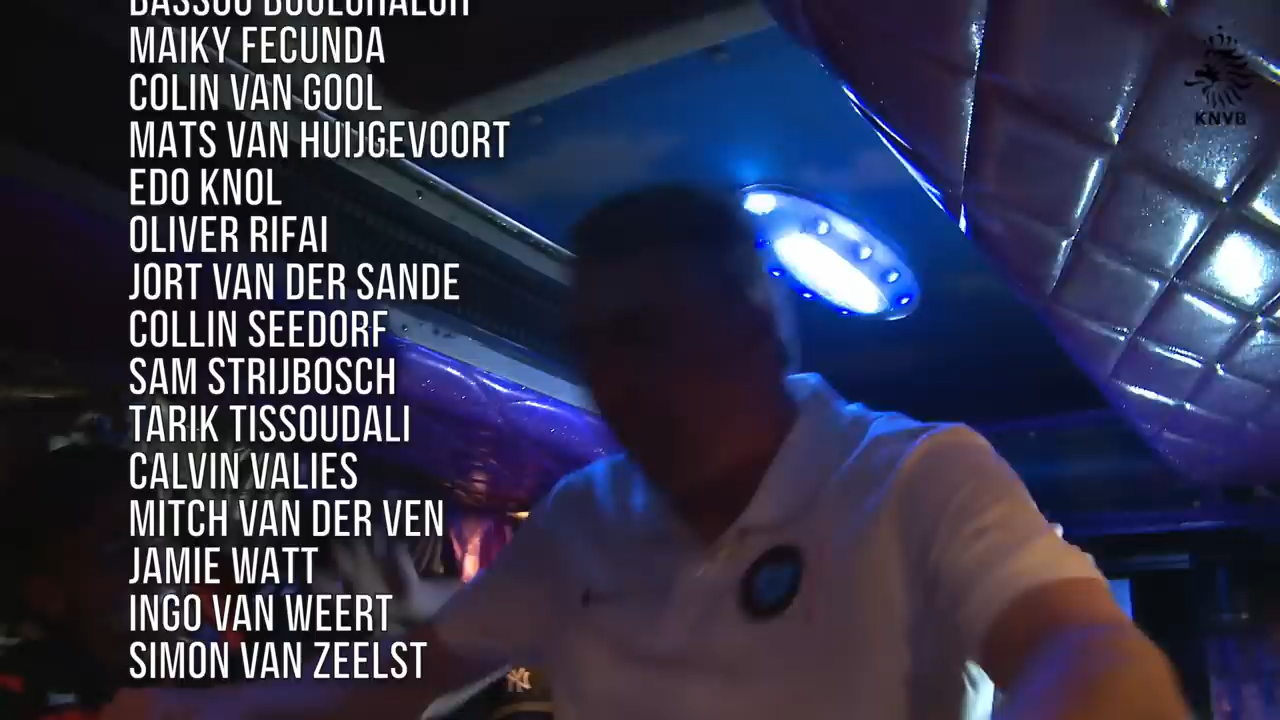 MAIKY FECUNDA
COLIN VAN GOOL
MATS VAN HUIJGEVOORT
EDO KNOL
OLIVER RIFAI
JORT VAN DER SANDE
COLLIN SEEDORF
SAM STRIJBOSCH
TARIK TISSOUDALI
CALVIN VALIES
MITCH VAN DER VEN
JAMIE WATT
INGO VAN WEERT
SIMON VAN ZEELST
KNVB
NY